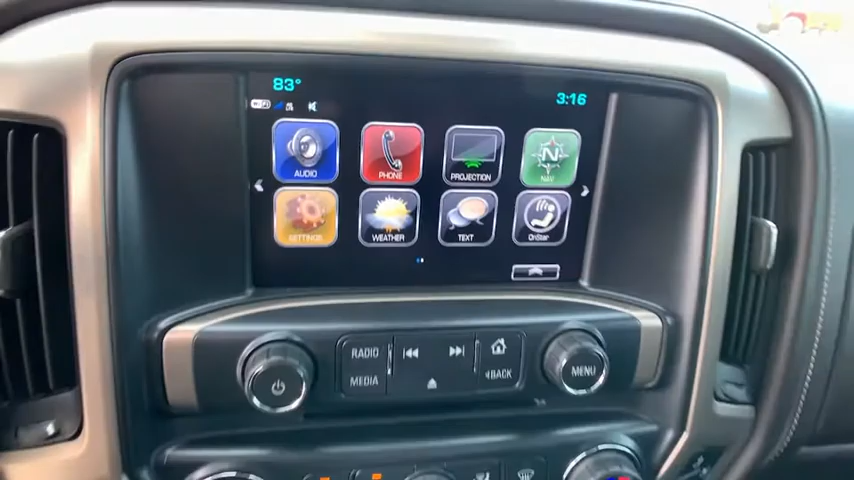 83°
3:16
AUDIO
PHONE
PROJECTION
N
NAV
SETTINGS
WEATHER
TEXT
OnStar
RADIO
MEDIA
BACK
MENU